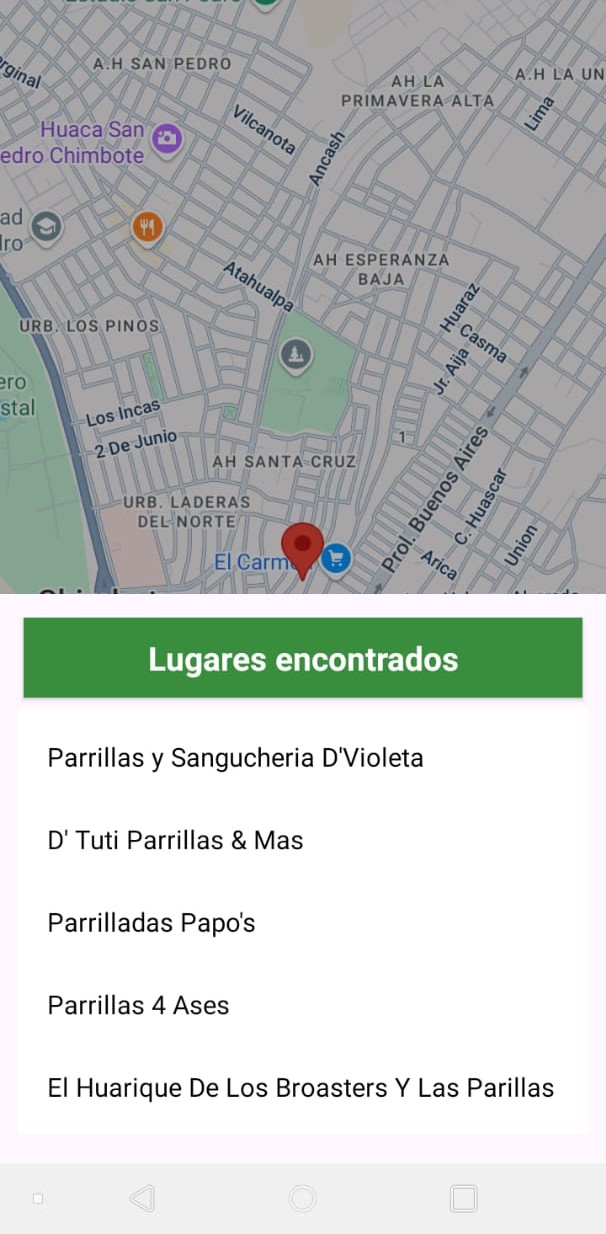 A.H SAN PEDRO
rginal
AH LA
PRIMAVERA ALTA
A.H LA UN
Lima
Vilcanota
Ancash
Huaca San
edro Chimbote
ad
ro
AH ESPERANZA
BAJA
Atahualpa
Huaraz
Casma
Jr. Aija
URB. LOS PINOS
ero
stal
Los Incas
2 De Junio
1
AH SANTA CRUZ
Prol. Buenos Aires
C. Huascar
URB. LADERAS
DEL NORTE
Union
Arica
El Carm
Lugares encontrados
Parrillas y Sangucheria D'Violeta
D' Tuti Parrillas & Mas
Parrilladas Papo's
Parrillas 4 Ases
El Huarique De Los Broasters Y Las Parillas